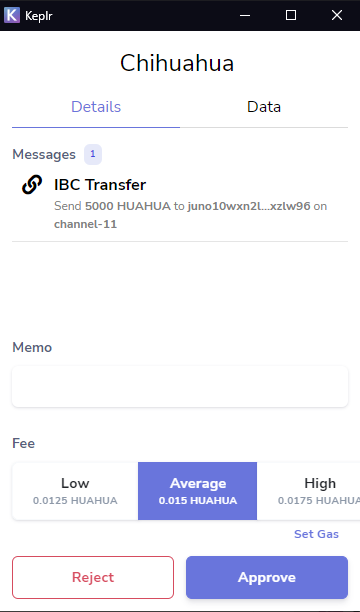 Keplr
Chihuahua
Details
Data
Messages 1
IBC Transfer
Send 5000 HUAHUA to juno10wxn2l...xzlw96 on
channel-11
Memo
Fee
Low
0.0125 HUAHUA
Average
0.015 HUAHUA
High
0.0175 HUAHUA
Set Gas
Reject
Approve